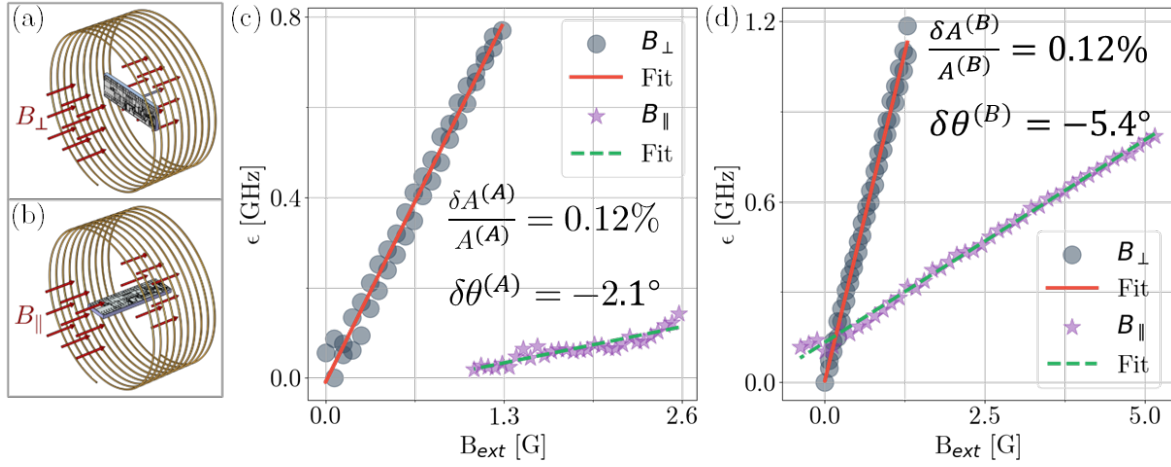 (a)
B⊥
(b)
B∥
(c)
ϵ [GHz]
0.8
0.4
0.0
0.0 1.3 2.6
B_ext [G]
B⊥
Fit
B∥
Fit
δA^(A)/A^(A) = 0.12%
δθ^(A) = −2.1°
(d)
ϵ [GHz]
1.2
0.6
0.0
0.0 2.5 5.0
B_ext [G]
δA^(B)/A^(B) = 0.12%
δθ^(B) = −5.4°
B⊥
Fit
B∥
Fit